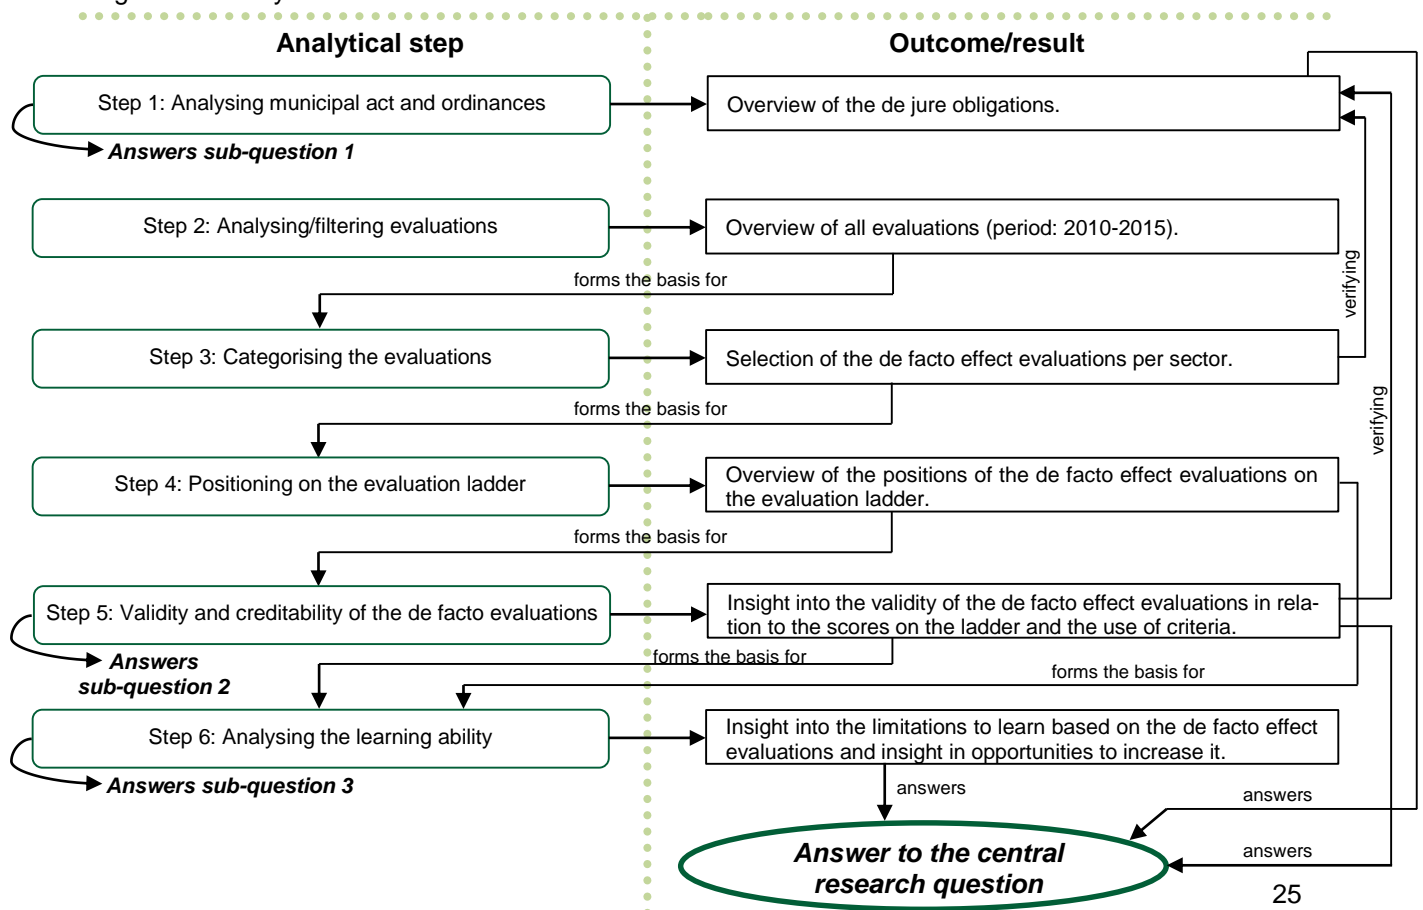 Analytical step
Outcome/result
Step 1: Analysing municipal act and ordinances
Overview of the de jure obligations.
Answers sub-question 1
Step 2: Analysing/filtering evaluations
Overview of all evaluations (period: 2010-2015).
forms the basis for
verifying
Step 3: Categorising the evaluations
Selection of the de facto effect evaluations per sector.
forms the basis for
verifying
Step 4: Positioning on the evaluation ladder
Overview of the positions of the de facto effect evaluations on
the evaluation ladder.
forms the basis for
Step 5: Validity and creditability of the de facto evaluations
Insight into the validity of the de facto effect evaluations in rela-
tion to the scores on the ladder and the use of criteria.
Answers
sub-question 2
forms the basis for
forms the basis for
Step 6: Analysing the learning ability
Insight into the limitations to learn based on the de facto effect
evaluations and insight in opportunities to increase it.
Answers sub-question 3
answers
answers
Answer to the central
research question
answers
25